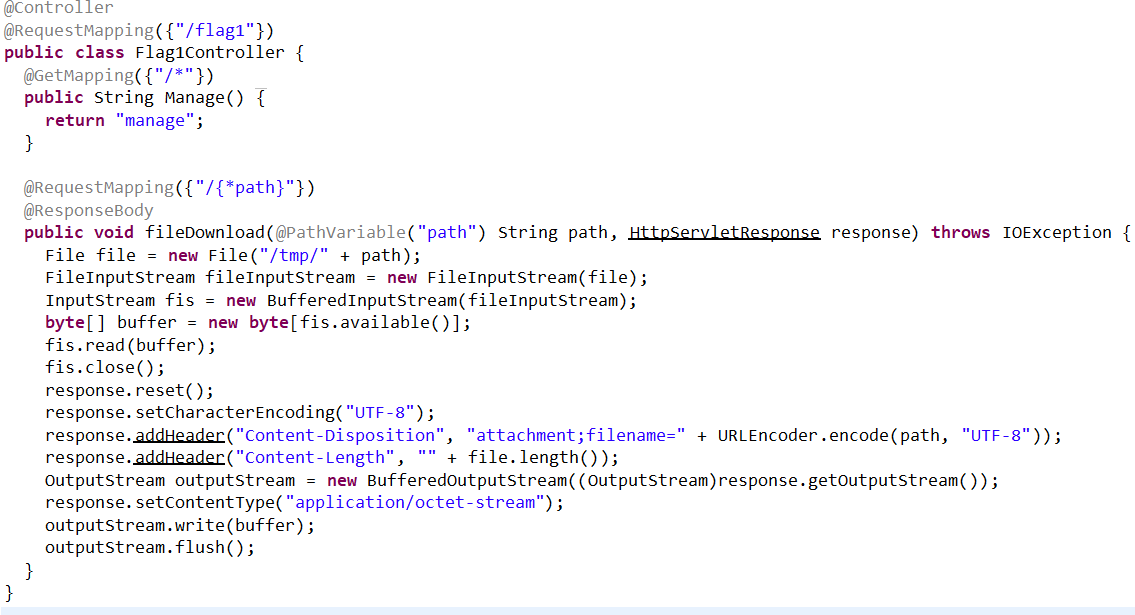 @Controller
@RequestMapping({"/flag1"})
public class Flag1Controller {
  @GetMapping({"/*"})
  public String Manage() {
    return "manage";
  }

  @RequestMapping({"/{*path}"})
  @ResponseBody
  public void fileDownload(@PathVariable("path") String path, HttpServletResponse response) throws IOException {
    File file = new File("/tmp/" + path);
    FileInputStream fileInputStream = new FileInputStream(file);
    InputStream fis = new BufferedInputStream(fileInputStream);
    byte[] buffer = new byte[fis.available()];
    fis.read(buffer);
    fis.close();
    response.reset();
    response.setCharacterEncoding("UTF-8");
    response.addHeader("Content-Disposition", "attachment;filename=" + URLEncoder.encode(path, "UTF-8"));
    response.addHeader("Content-Length", "" + file.length());
    OutputStream outputStream = new BufferedOutputStream((OutputStream)response.getOutputStream());
    response.setContentType("application/octet-stream");
    outputStream.write(buffer);
    outputStream.flush();
  }
}